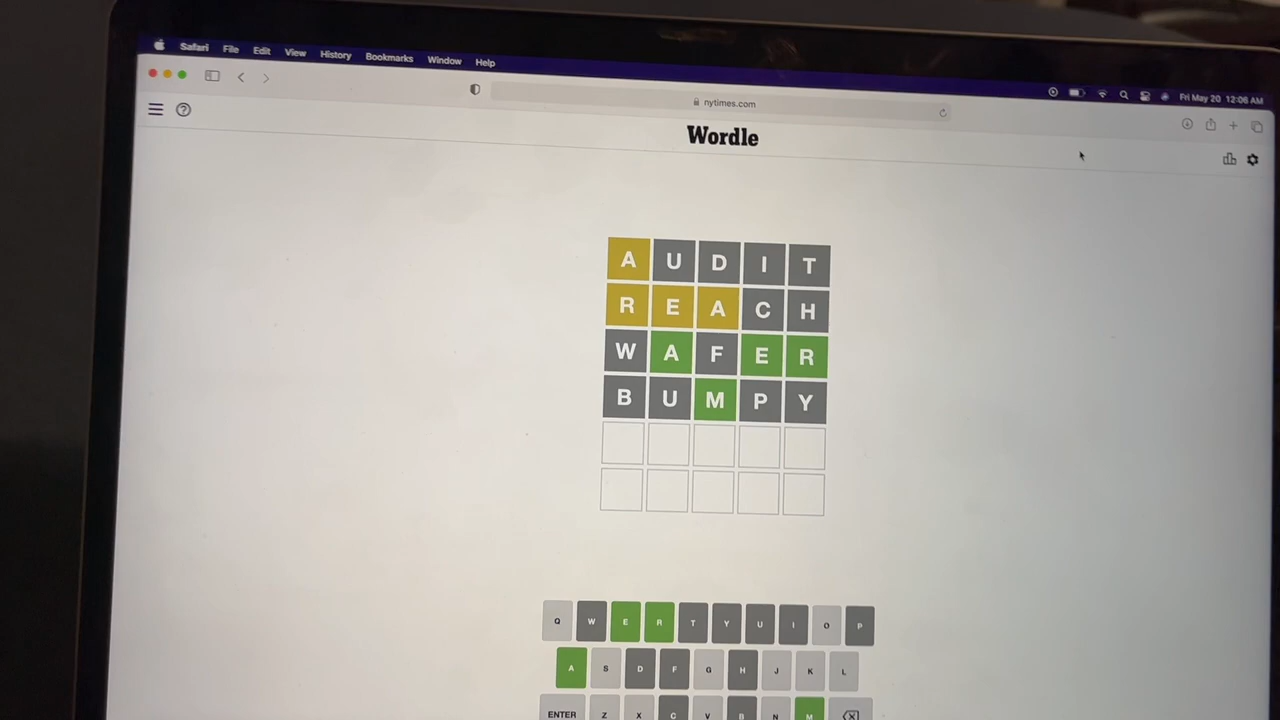 Safari File Edit View History Bookmarks Window Help
Fri May 20 12:06 AM
nytimes.com
Wordle
A U D I T
R E A C H
W A F E R
B U M P Y
Q W E R T Y U I O P
A S D F G H J K L
ENTER Z X C V B N M